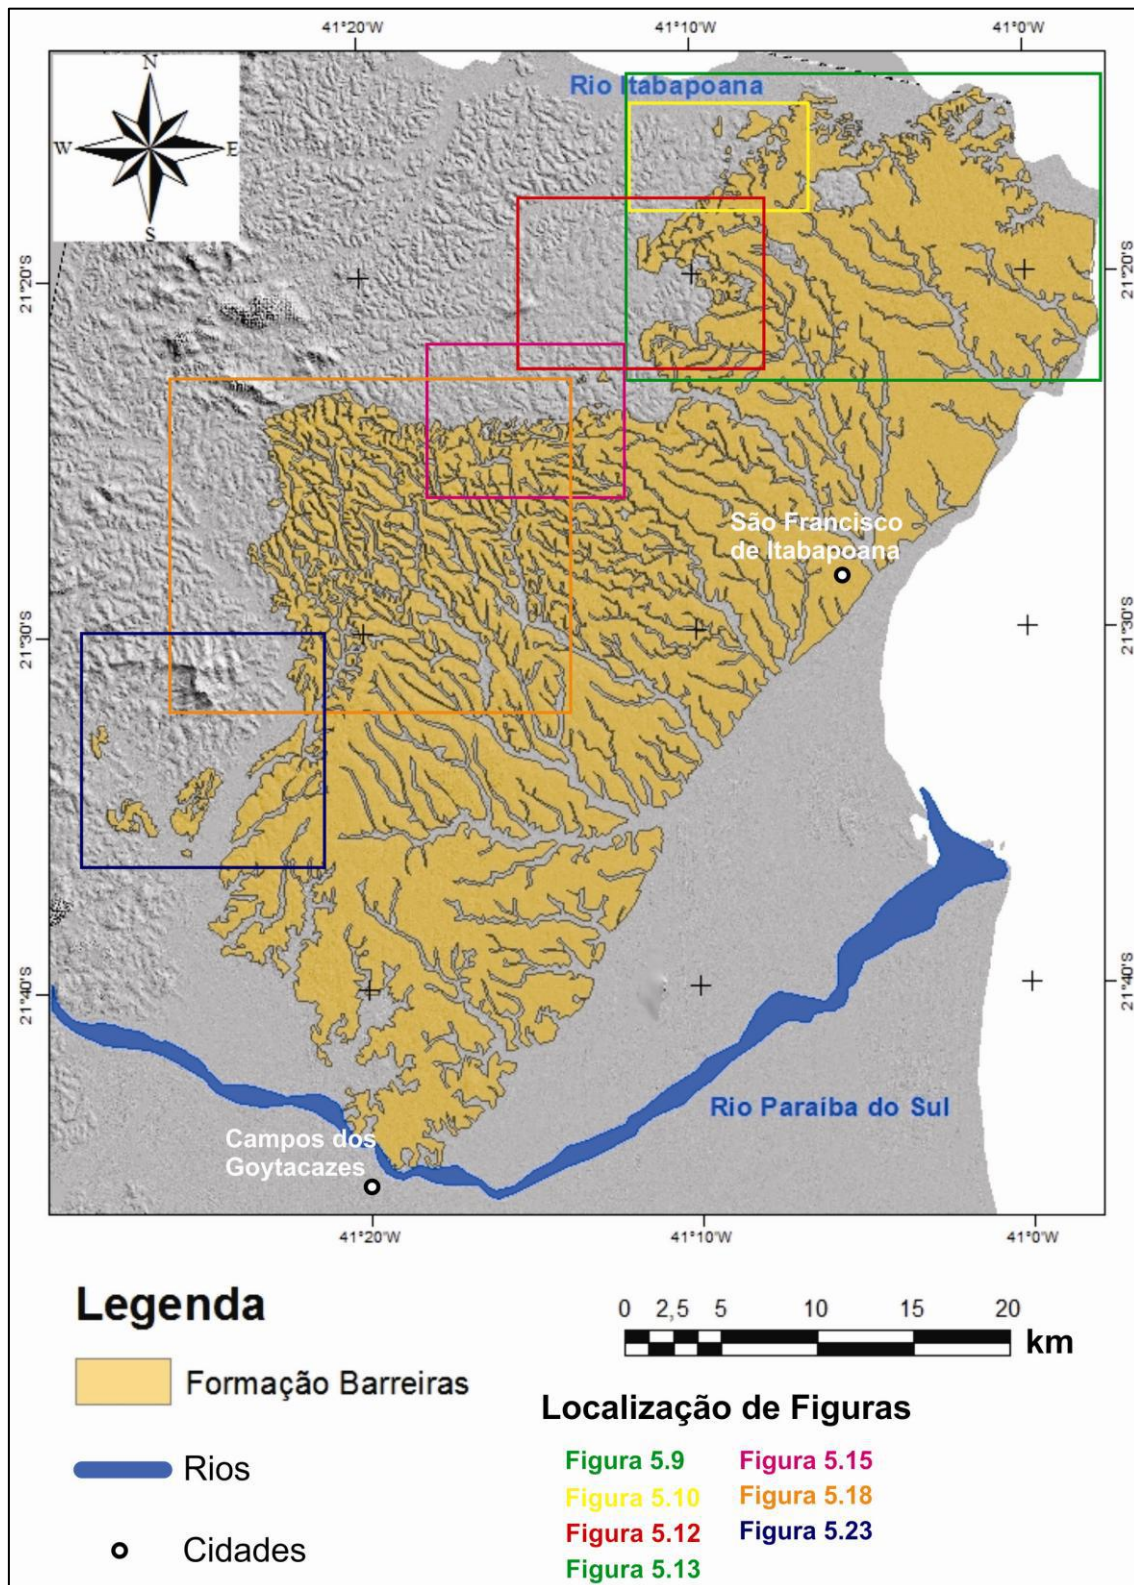 41°20'W 41°10'W 41°0'W
N
W E
S
Rio Itabapoana
21°20'S 21°20'S
São Francisco
de Itabapoana
21°30'S 21°30'S
21°40'S 21°40'S
Rio Paraíba do Sul
Campos dos
Goytacazes
41°20'W 41°10'W 41°0'W
Legenda
Formação Barreiras
Rios
Cidades
0 2,5 5 10 15 20
km
Localização de Figuras
Figura 5.9 Figura 5.15
Figura 5.10 Figura 5.18
Figura 5.12 Figura 5.23
Figura 5.13